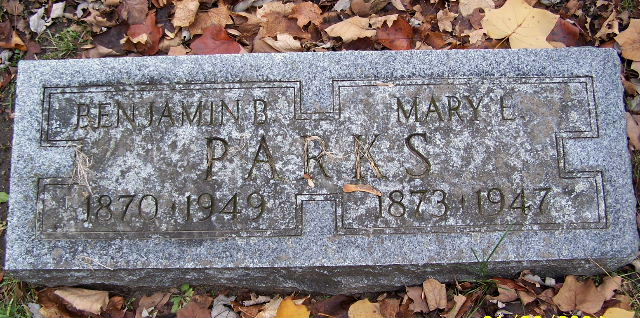 BENJAMIN B. MARY E.
PARKS
1870 · 1949 1873 · 1947